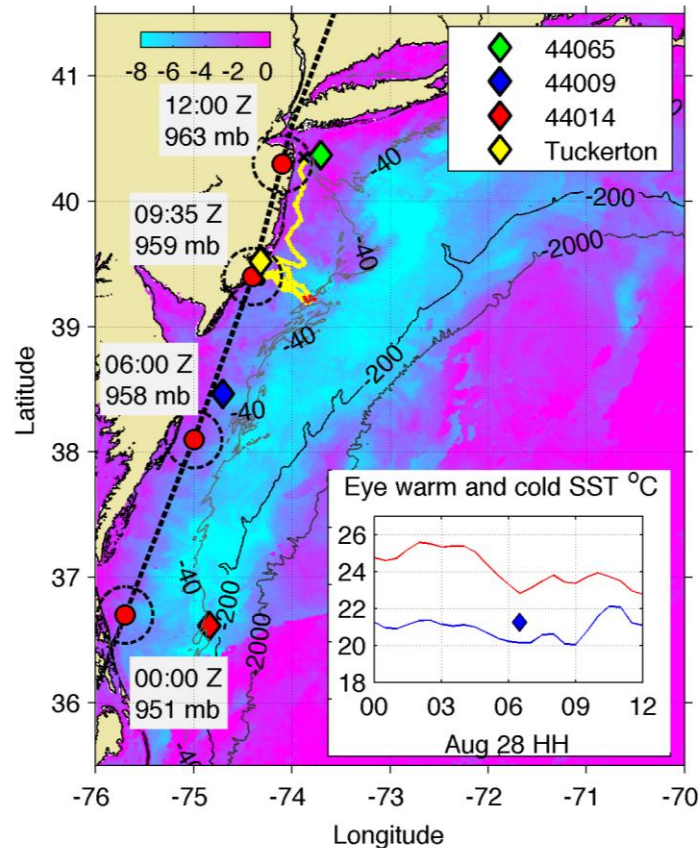 41
40
39
38
37
36
Latitude
-76
-75
-74
-73
-72
-71
-70
Longitude
-8 -6 -4 -2 0
44065
44009
44014
Tuckerton
12:00 Z
963 mb
09:35 Z
959 mb
06:00 Z
958 mb
00:00 Z
951 mb
-40
-200
-2000
-40
-40
-200
-40
-40
-200
-2000
-40
Eye warm and cold SST °C
26
24
22
20
18
00 03 06 09 12
Aug 28 HH